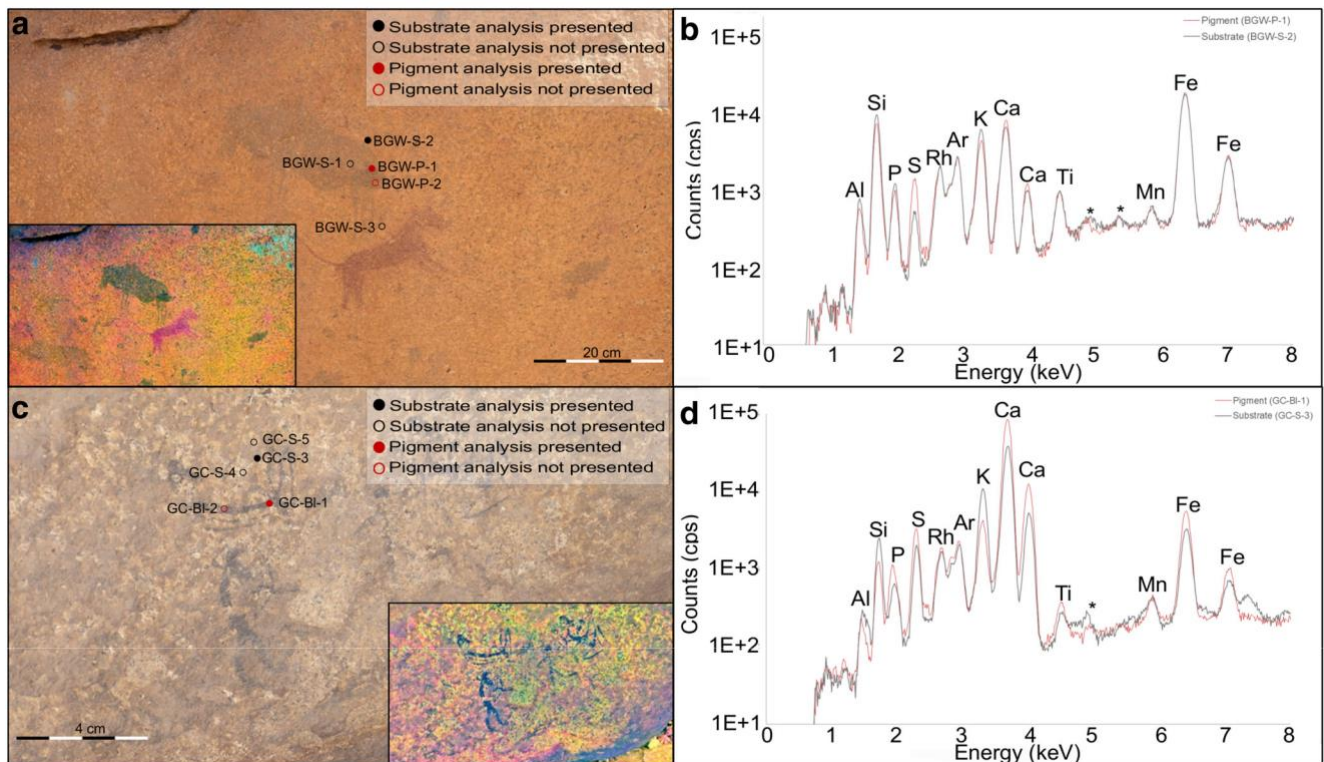 a
Substrate analysis presented
Substrate analysis not presented
Pigment analysis presented
Pigment analysis not presented
BGW-S-2
BGW-S-1
BGW-P-1
BGW-P-2
BGW-S-3
20 cm
b
Pigment (BGW-P-1)
Substrate (BGW-S-2)
Counts (cps)
1E+5
1E+4
1E+3
1E+2
1E+1
Al
Si
P
S
Rh
Ar
K
Ca
Ca
Ti
*
*
Mn
Fe
Fe
0 1 2 3 4 5 6 7 8
Energy (keV)
c
Substrate analysis presented
Substrate analysis not presented
Pigment analysis presented
Pigment analysis not presented
GC-S-5
GC-S-3
GC-S-4
GC-Bl-2
GC-Bl-1
4 cm
d
Pigment (GC-Bl-1)
Substrate (GC-S-3)
Counts (cps)
1E+5
1E+4
1E+3
1E+2
1E+1
Al
Si
P
S
Rh
Ar
K
Ca
Ca
Ti
*
Mn
Fe
Fe
0 1 2 3 4 5 6 7 8
Energy (keV)